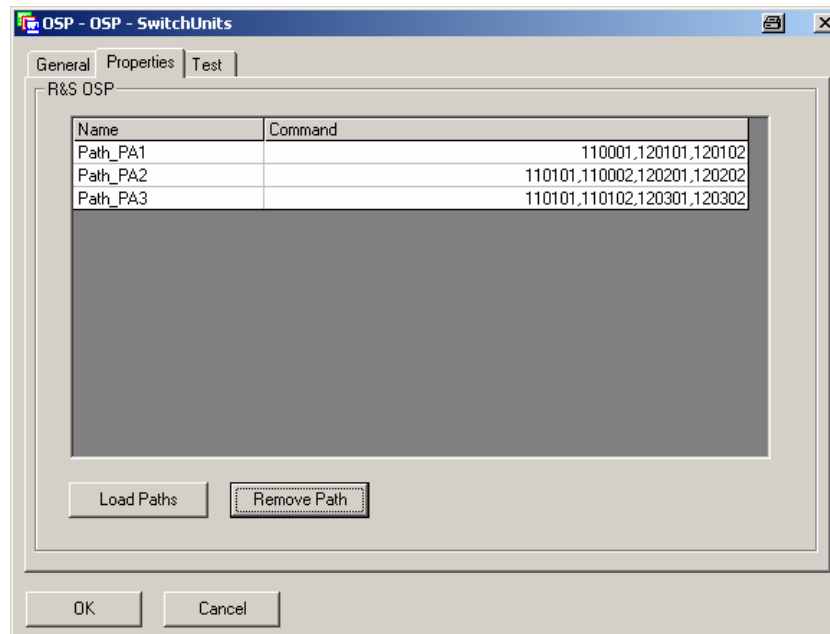 OSP - OSP - SwitchUnits
General Properties Test
R&S OSP
Name Command
Path_PA1 110001,120101,120102
Path_PA2 110101,110002,120201,120202
Path_PA3 110101,110102,120301,120302
Load Paths Remove Path
OK Cancel